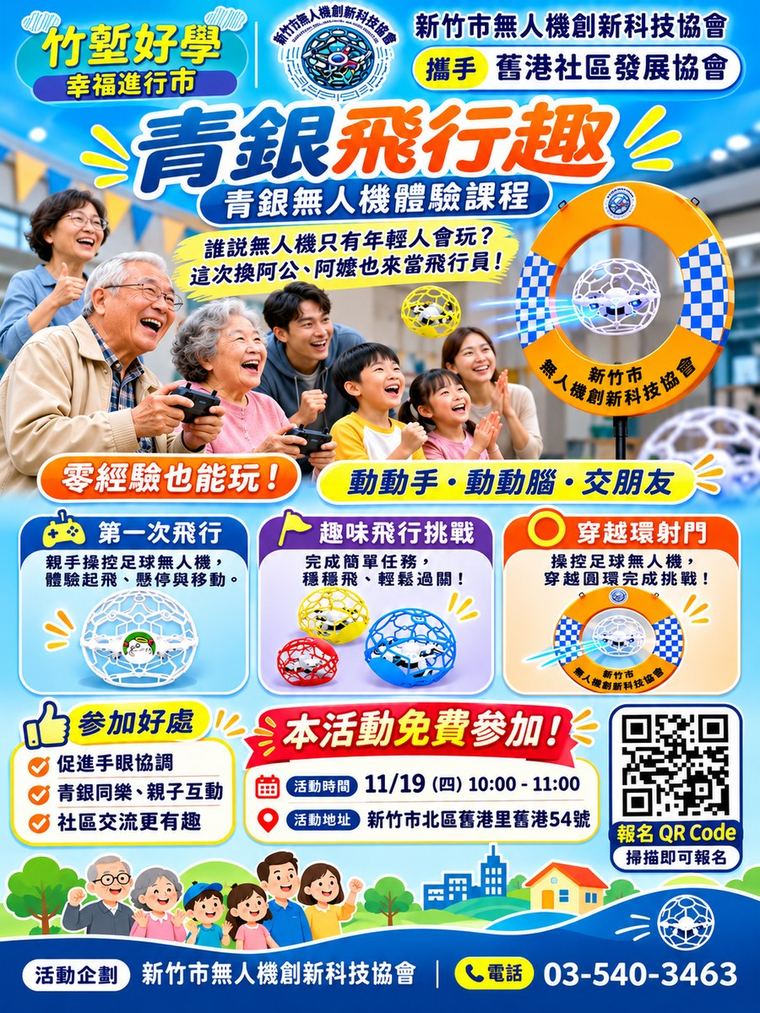 竹塹好學
幸福進行市
新竹市無人機創新科技協會
新竹市無人機創新科技協會
攜手 舊港社區發展協會
青銀飛行趣
青銀無人機體驗課程
誰說無人機只有年輕人會玩？
這次換阿公、阿嬤也來當飛行員！
新竹市
無人機創新科技協會
零經驗也能玩！
動動手・動動腦・交朋友
第一次飛行
親手操控足球無人機，
體驗起飛、懸停與移動。
趣味飛行挑戰
完成簡單任務，
穩穩飛、輕鬆過關！
穿越環射門
操控足球無人機，
穿越圓環完成挑戰！
新竹市
無人機創新科技協會
參加好處
促進手眼協調
青銀同樂、親子互動
社區交流更有趣
本活動免費參加！
活動時間 11/19 (四) 10:00 - 11:00
活動地址 新竹市北區舊港里舊港54號
報名 QR Code
掃描即可報名
活動企劃 新竹市無人機創新科技協會 | 電話 03-540-3463